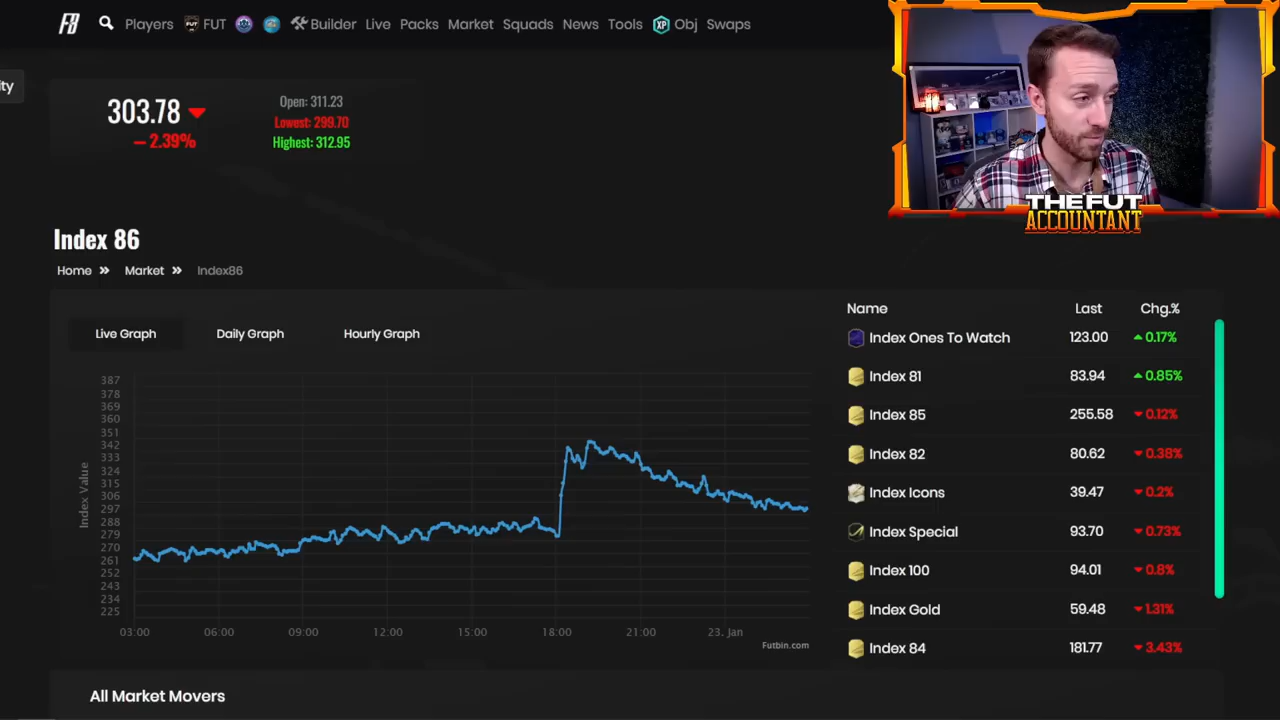 Players FUT Builder Live Packs Market Squads News Tools XP Obj Swaps
ity
303.78
− 2.39%
Open: 311.23
Lowest: 299.70
Highest: 312.95
THE FUT
ACCOUNTANT
Index 86
Home » Market » Index86
Live Graph Daily Graph Hourly Graph
Index Value
387
378
369
360
351
342
333
324
315
306
297
288
279
270
261
252
243
234
225
03:00 06:00 09:00 12:00 15:00 18:00 21:00 23. Jan
Futbin.com
Name Last Chg.%
Index Ones To Watch 123.00 0.17%
Index 81 83.94 0.85%
Index 85 255.58 0.12%
Index 82 80.62 0.38%
Index Icons 39.47 0.2%
Index Special 93.70 0.73%
Index 100 94.01 0.8%
Index Gold 59.48 1.31%
Index 84 181.77 3.43%
All Market Movers